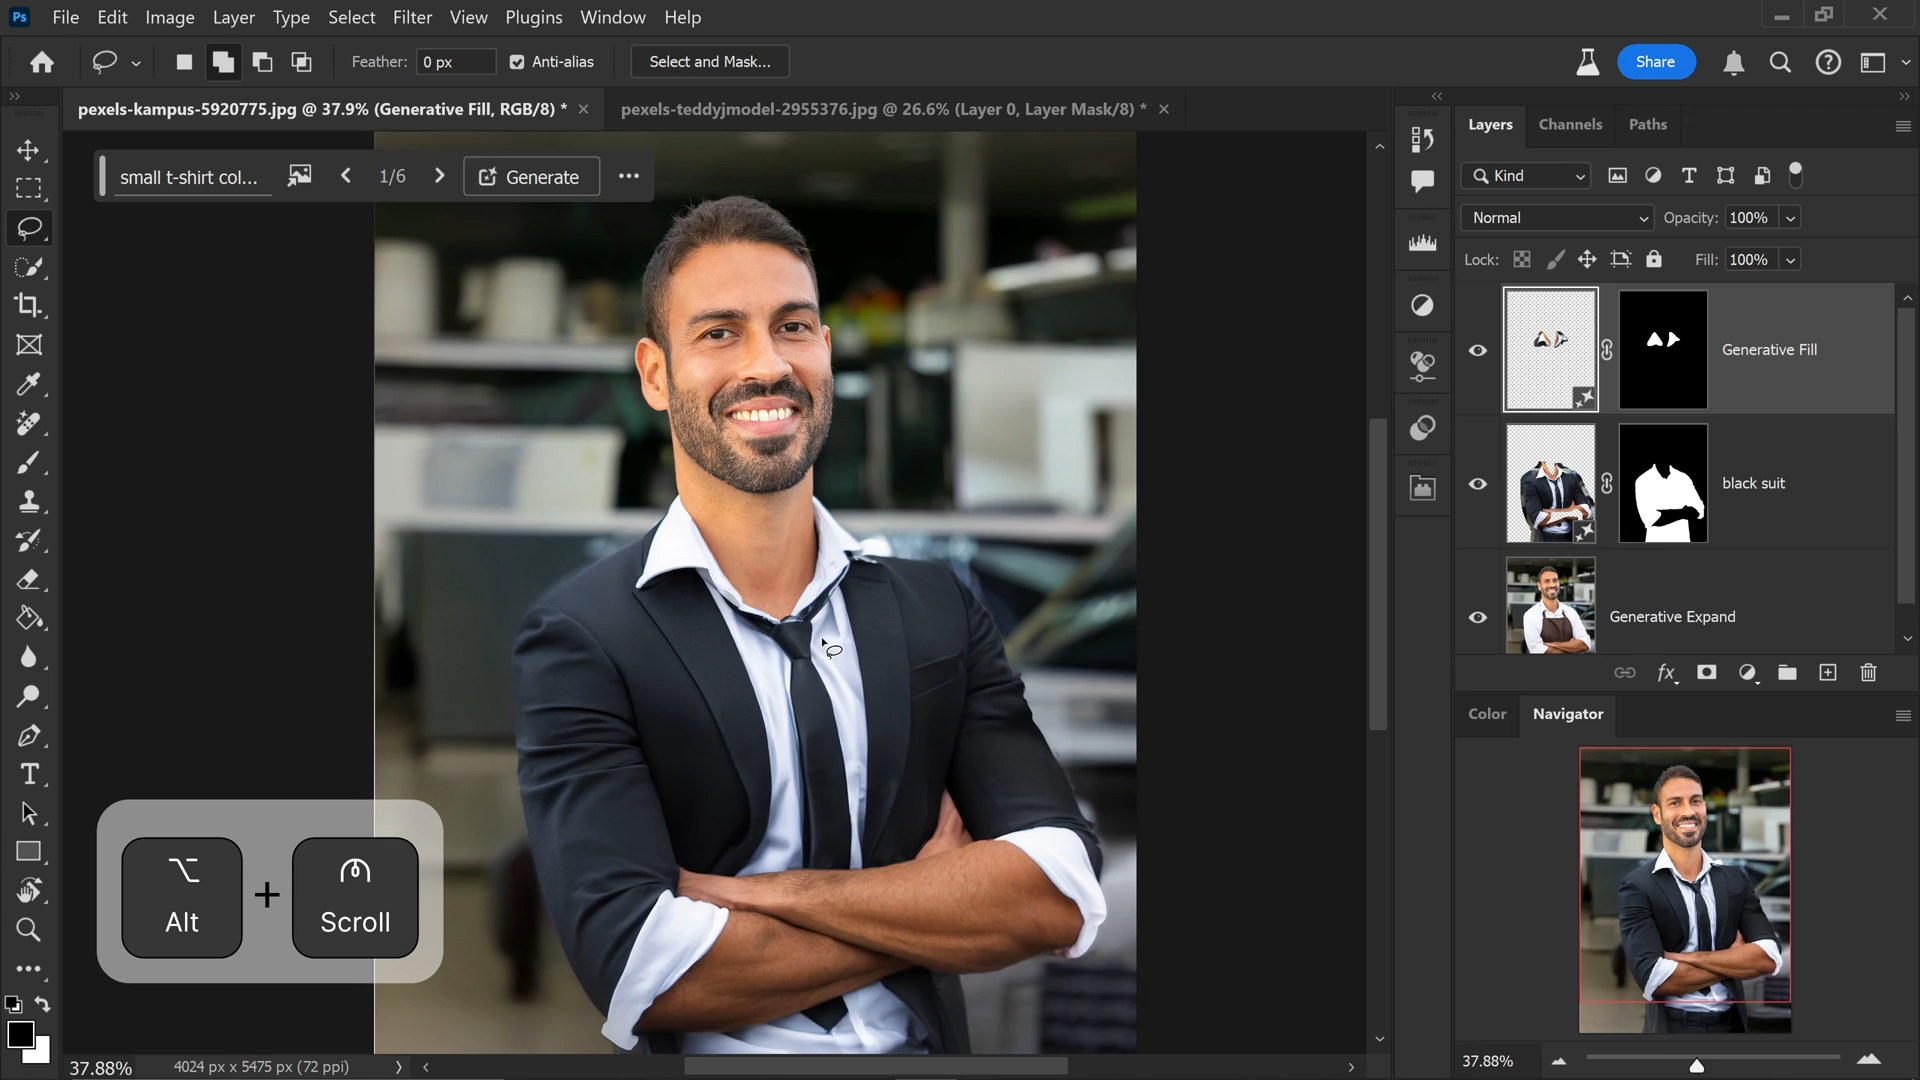 Ps File Edit Image Layer Type Select Filter View Plugins Window Help
Feather: 0 px Anti-alias Select and Mask... Share
pexels-kampus-5920775.jpg @ 37.9% (Generative Fill, RGB/8) * pexels-teddyjmodel-2955376.jpg @ 26.6% (Layer 0, Layer Mask/8) *
small t-shirt col... 1/6 Generate
Layers Channels Paths
Kind
Normal Opacity: 100%
Lock: Fill: 100%
Generative Fill
black suit
Generative Expand
fx
Color Navigator
Alt + Scroll
37.88% 4024 px x 5475 px (72 ppi)
37.88%